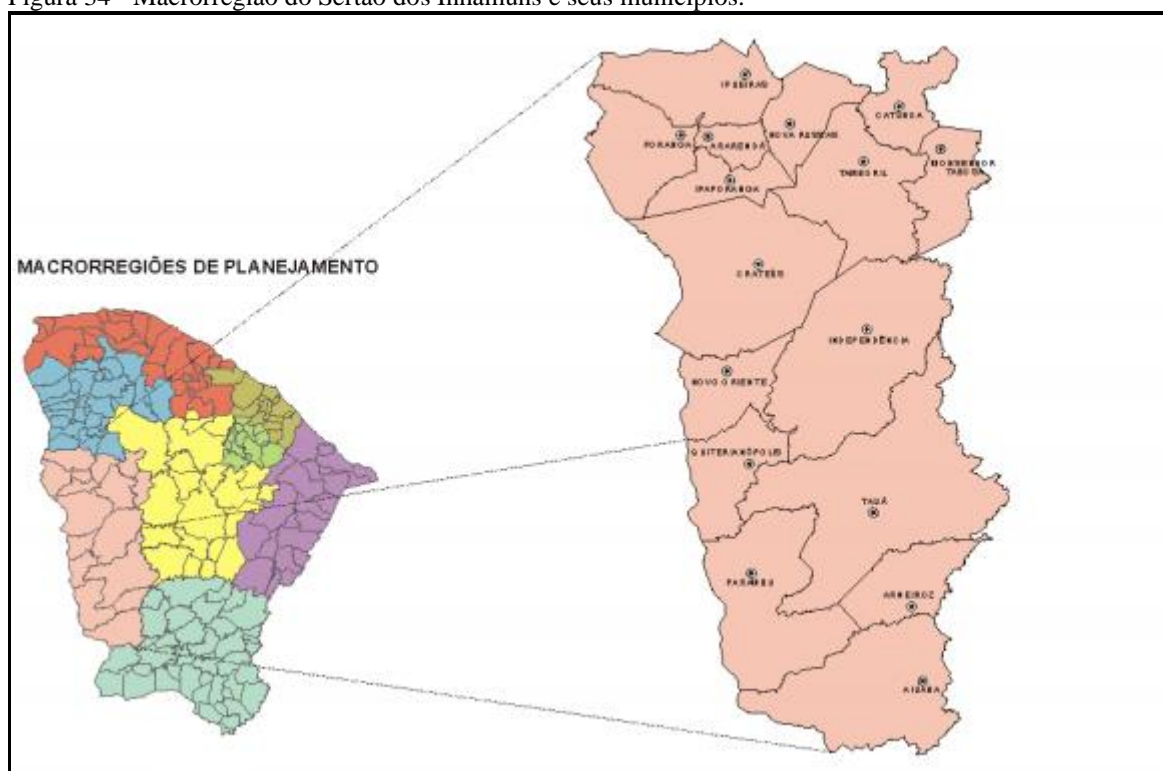 Figura 34 - Macrorregião do Sertão dos Inhamuns e seus municípios.
MACRORREGIÕES DE PLANEJAMENTO
IPUEIRAS
CATUNDA
NOVA RUSSAS
PORANGA
ARARENDÁ
MONSENHOR
TABOSA
TAMBORIL
IPAPORANGA
CRATEÚS
INDEPENDÊNCIA
NOVO ORIENTE
QUITERIANÓPOLIS
TAUÁ
PARAMBU
ARNEIROZ
AIUABA